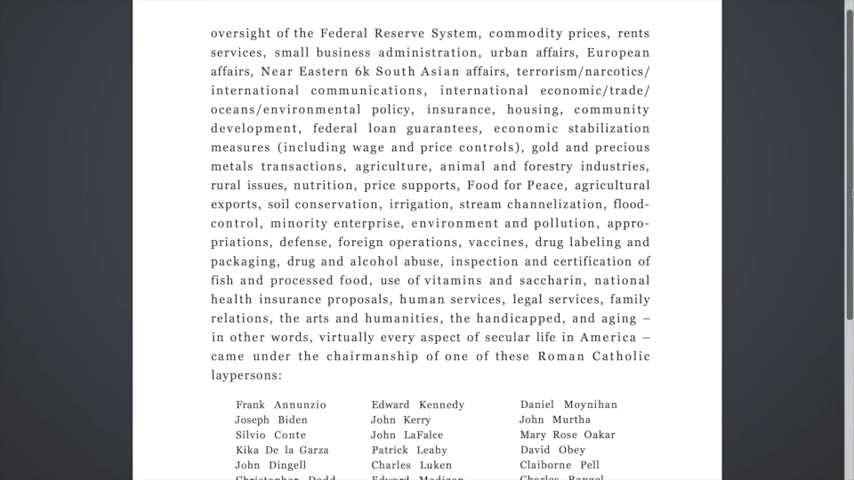 oversight of the Federal Reserve System, commodity prices, rents
services, small business administration, urban affairs, European
affairs, Near Eastern 6k South Asian affairs, terrorism/narcotics/
international communications, international economic/trade/
oceans/environmental policy, insurance, housing, community
development, federal loan guarantees, economic stabilization
measures (including wage and price controls), gold and precious
metals transactions, agriculture, animal and forestry industries,
rural issues, nutrition, price supports, Food for Peace, agricultural
exports, soil conservation, irrigation, stream channelization, flood-
control, minority enterprise, environment and pollution, appro-
priations, defense, foreign operations, vaccines, drug labeling and
packaging, drug and alcohol abuse, inspection and certification of
fish and processed food, use of vitamins and saccharin, national
health insurance proposals, human services, legal services, family
relations, the arts and humanities, the handicapped, and aging –
in other words, virtually every aspect of secular life in America –
came under the chairmanship of one of these Roman Catholic
laypersons:
Frank Annunzio Edward Kennedy Daniel Moynihan
Joseph Biden John Kerry John Murtha
Silvio Conte John LaFalce Mary Rose Oakar
Kika De la Garza Patrick Leahy David Obey
John Dingell Charles Luken Claiborne Pell
Christopher Dodd Edward Madigan Charles Rangel